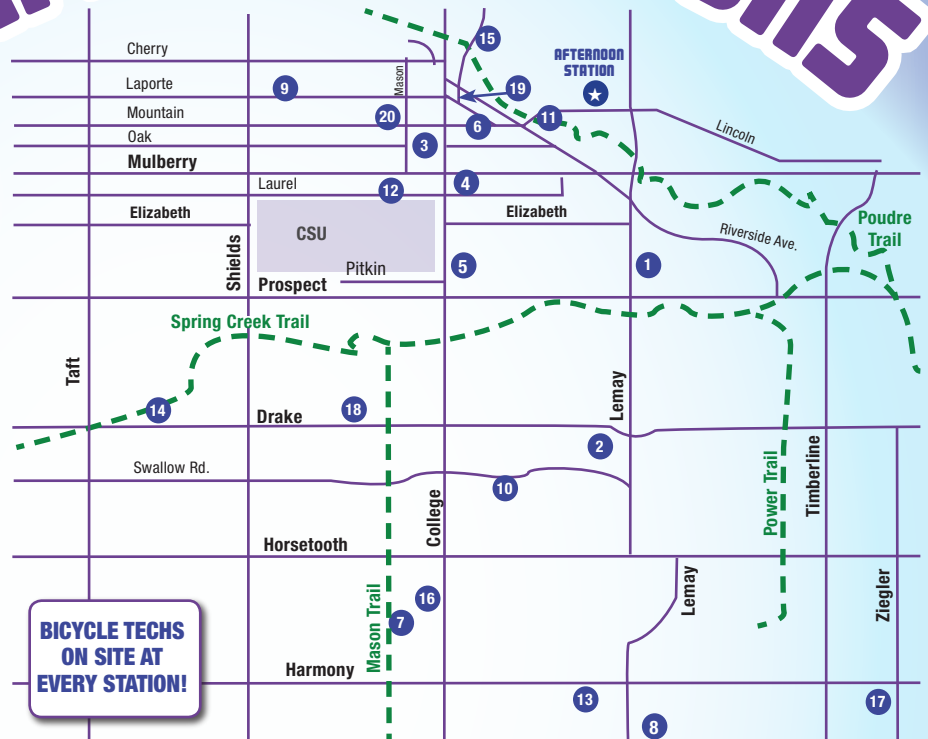 Cherry
15
AFTERNOON
STATION
Mason
Laporte
9
19
★
Mountain
20
6
11
Lincoln
Oak
3
Mulberry
Laurel
12
4
Elizabeth
Elizabeth
Poudre
Trail
CSU
Riverside Ave.
Shields
Pitkin
5
1
Prospect
Spring Creek Trail
Taft
Lemay
14
18
Drake
2
Swallow Rd.
10
College
Power Trail
Timberline
Horsetooth
Lemay
Ziegler
16
7
Mason Trail
BICYCLE TECHS
ON SITE AT
EVERY STATION!
Harmony
13
17
8